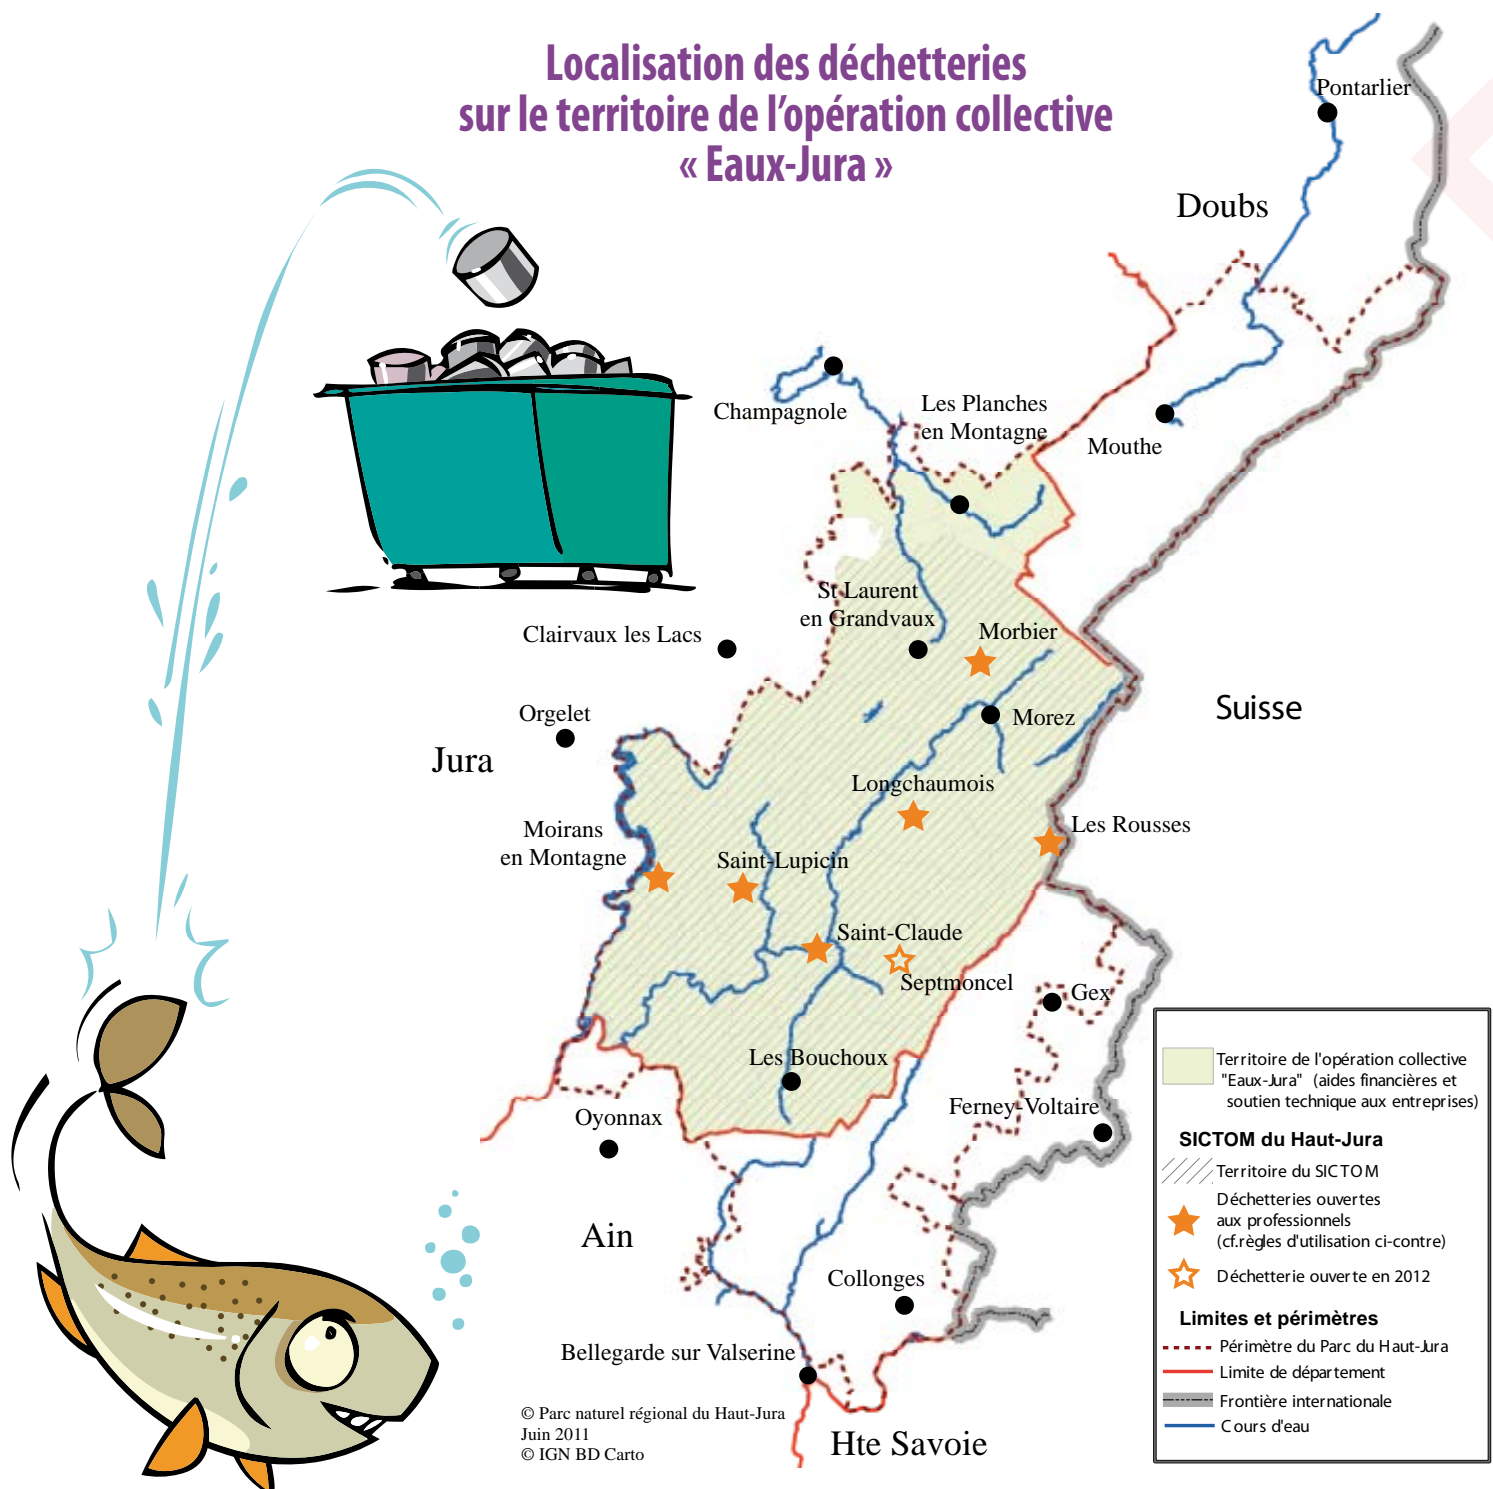 Localisation des déchetteries
sur le territoire de l'opération collective
« Eaux-Jura »
Pontarlier
Doubs
Champagnole
Les Planches
en Montagne
Mouthe
St Laurent
en Grandvaux
Clairvaux les Lacs
Morbier
Orgelet
Morez
Suisse
Jura
Longchaumois
Moirans
en Montagne
Les Rousses
Saint-Lupicin
Saint-Claude
Septmoncel
Gex
Les Bouchoux
Oyonnax
Ferney-Voltaire
Ain
Collonges
Bellegarde sur Valserine
Hte Savoie
© Parc naturel régional du Haut-Jura
Juin 2011
© IGN BD Carto
Territoire de l'opération collective
"Eaux-Jura" (aides financières et
soutien technique aux entreprises)
SICTOM du Haut-Jura
Territoire du SICTOM
Déchetteries ouvertes
aux professionnels
(cf.règles d'utilisation ci-contre)
Déchetterie ouverte en 2012
Limites et périmètres
Périmètre du Parc du Haut-Jura
Limite de département
Frontière internationale
Cours d'eau